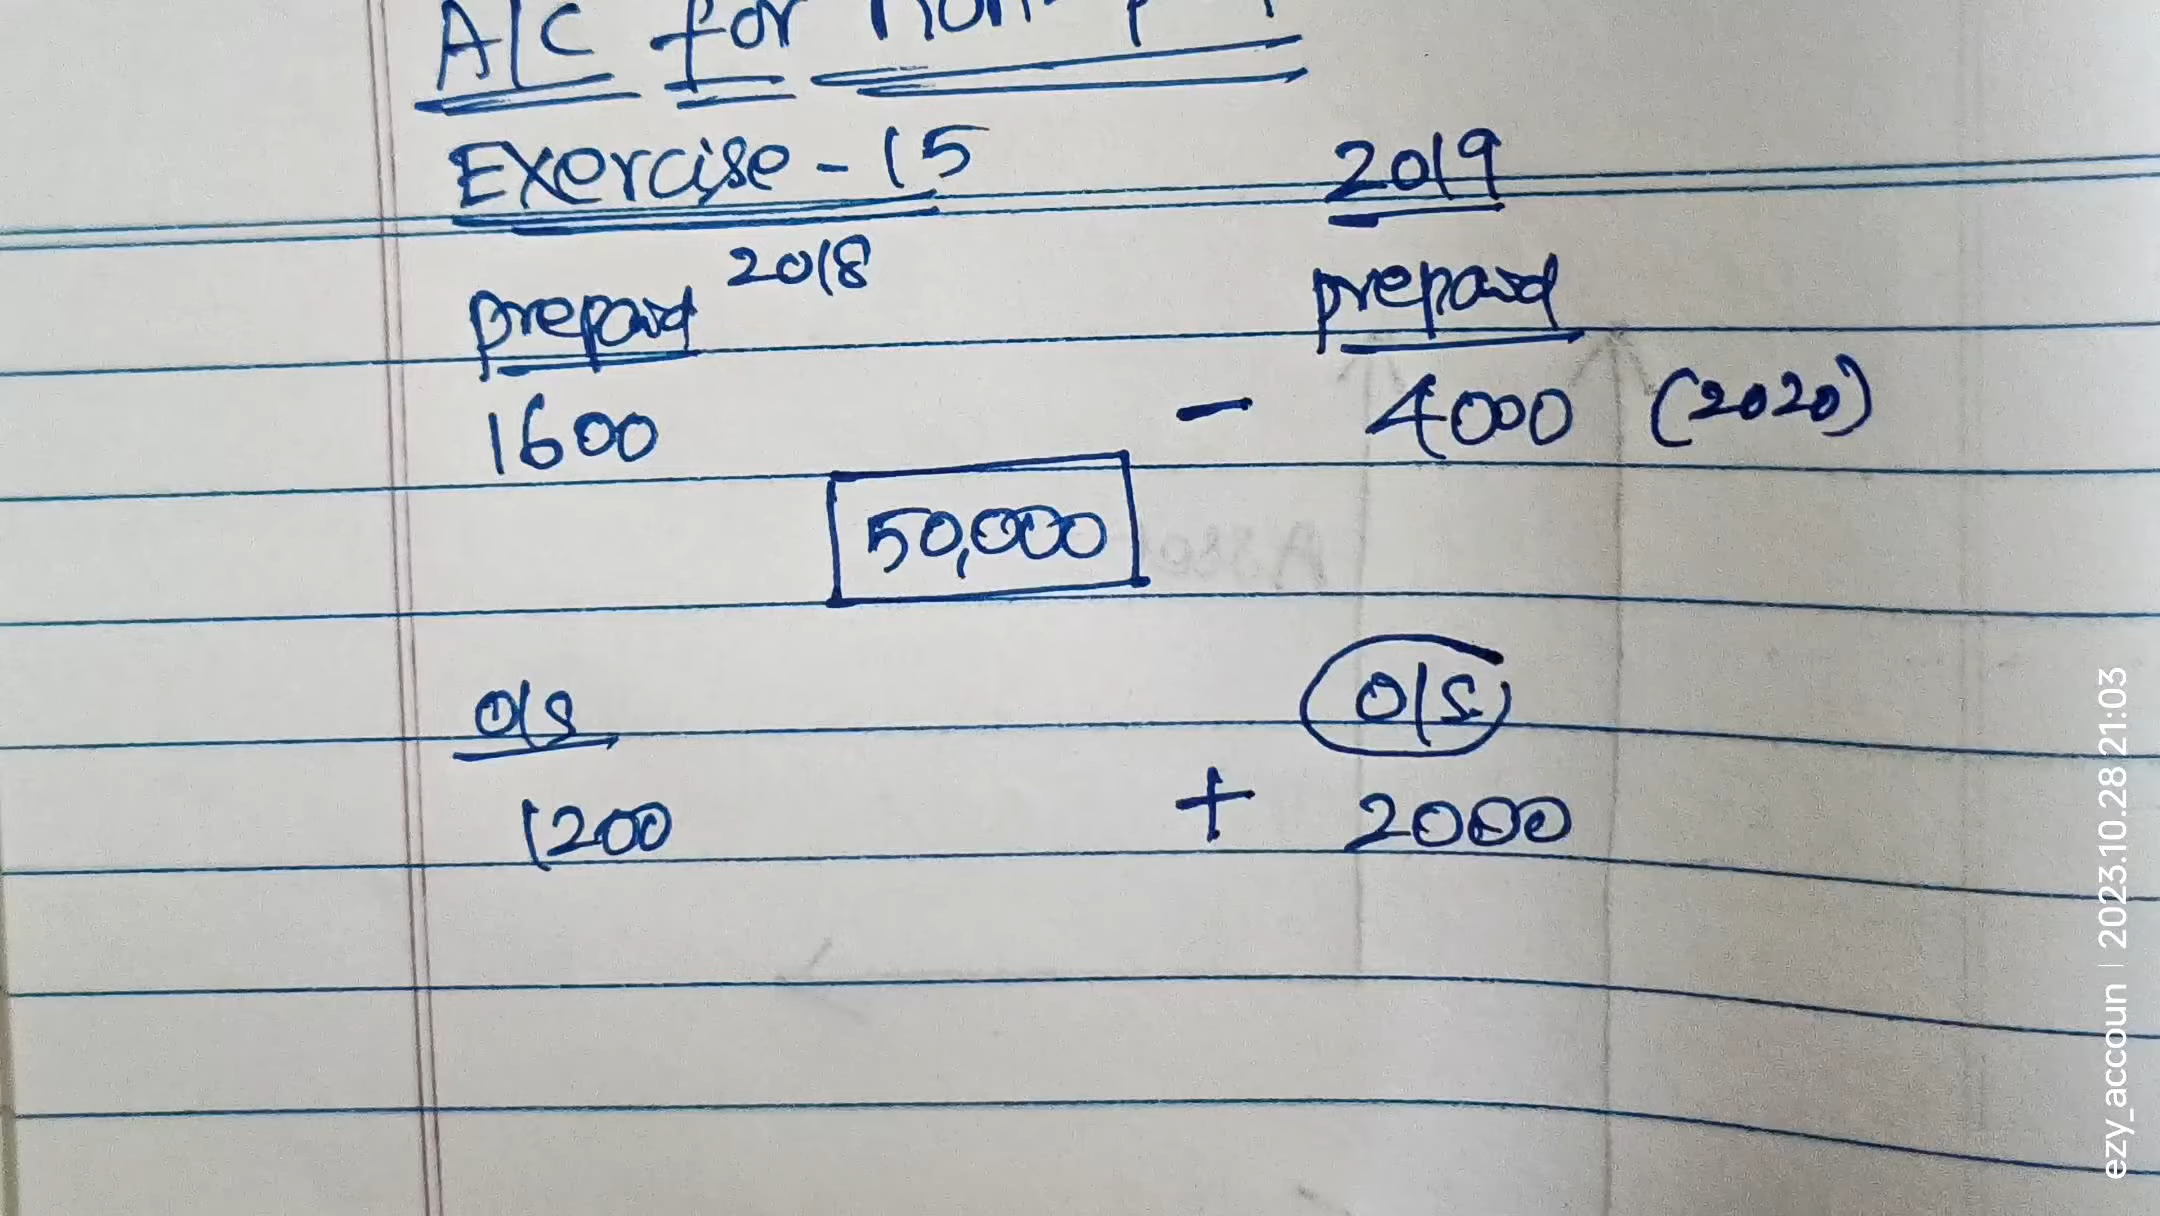 A/C for
Exercise - 15
2019
2018
prepaid
prepaid
1600
- 4000 (2020)
50,000
O/S
O/S
1200
+ 2000
ezy_accoun | 2023.10.28 21:03